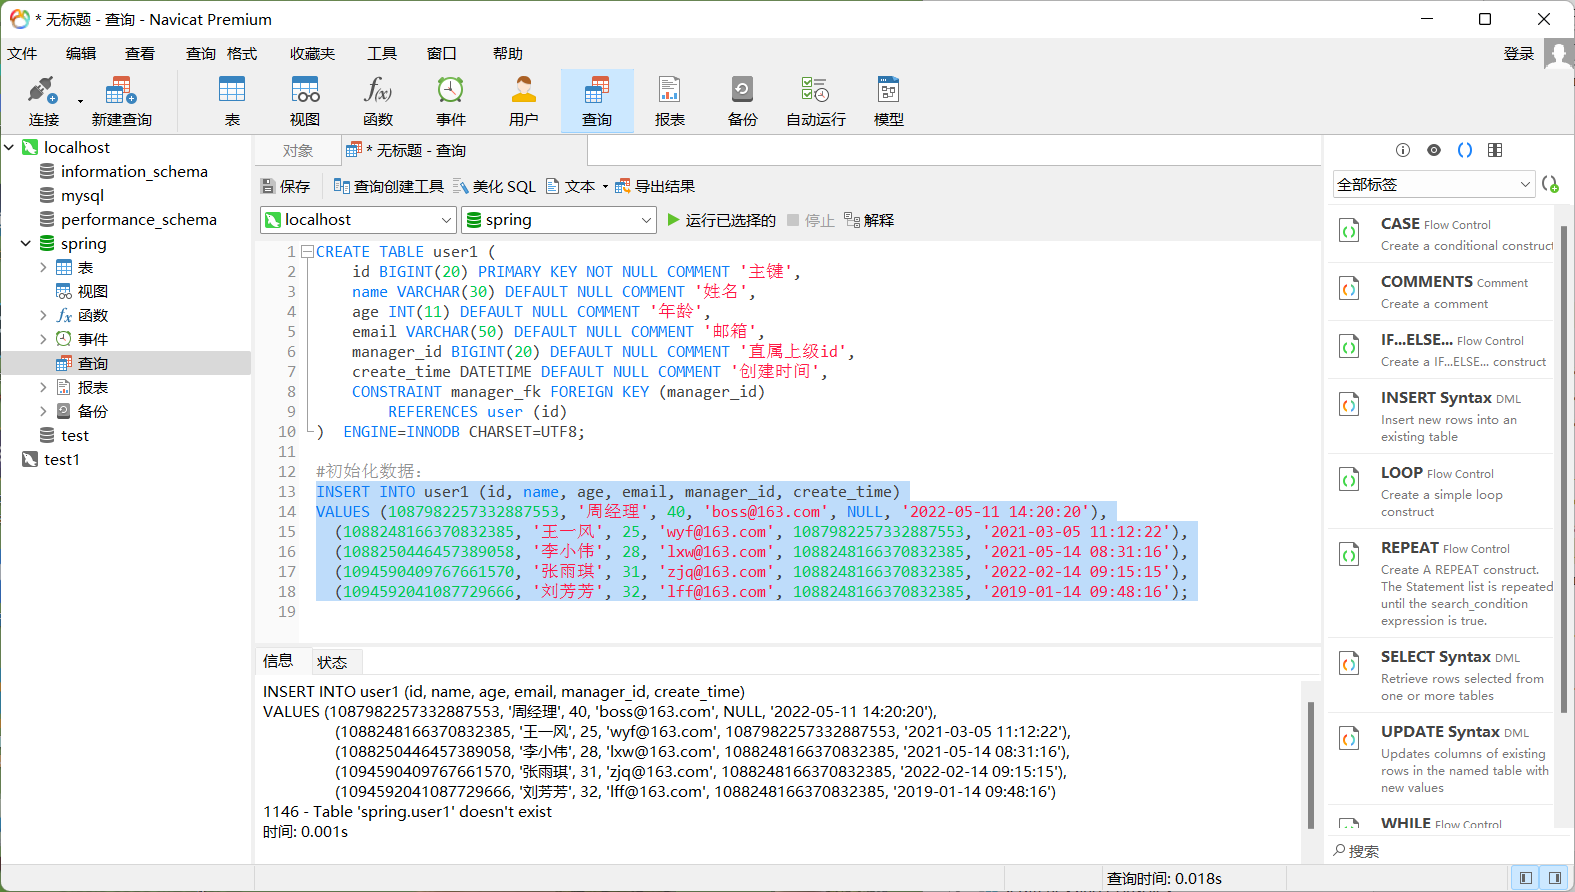 * 无标题 - 查询 - Navicat Premium
文件 编辑 查看 查询 格式 收藏夹 工具 窗口 帮助 登录
连接 新建查询 表 视图 函数 事件 用户 查询 报表 备份 自动运行 模型
localhost
information_schema
mysql
performance_schema
spring
表
视图
函数
事件
查询
报表
备份
test
test1
对象 * 无标题 - 查询
保存 查询创建工具 美化 SQL 文本 导出结果
localhost spring 运行已选择的 停止 解释
1 CREATE TABLE user1 (
2 id BIGINT(20) PRIMARY KEY NOT NULL COMMENT '主键',
3 name VARCHAR(30) DEFAULT NULL COMMENT '姓名',
4 age INT(11) DEFAULT NULL COMMENT '年龄',
5 email VARCHAR(50) DEFAULT NULL COMMENT '邮箱',
6 manager_id BIGINT(20) DEFAULT NULL COMMENT '直属上级id',
7 create_time DATETIME DEFAULT NULL COMMENT '创建时间',
8 CONSTRAINT manager_fk FOREIGN KEY (manager_id)
9 REFERENCES user (id)
10 ) ENGINE=INNODB CHARSET=UTF8;
11
12 #初始化数据：
13 INSERT INTO user1 (id, name, age, email, manager_id, create_time)
14 VALUES (1087982257332887553, '周经理', 40, 'boss@163.com', NULL, '2022-05-11 14:20:20'),
15 (1088248166370832385, '王一风', 25, 'wyf@163.com', 1087982257332887553, '2021-03-05 11:12:22'),
16 (1088250446457389058, '李小伟', 28, 'lxw@163.com', 1088248166370832385, '2021-05-14 08:31:16'),
17 (1094590409767661570, '张雨琪', 31, 'zjq@163.com', 1088248166370832385, '2022-02-14 09:15:15'),
18 (1094592041087729666, '刘芳芳', 32, 'lff@163.com', 1088248166370832385, '2019-01-14 09:48:16');
19
信息 状态
INSERT INTO user1 (id, name, age, email, manager_id, create_time)
VALUES (1087982257332887553, '周经理', 40, 'boss@163.com', NULL, '2022-05-11 14:20:20'),
(1088248166370832385, '王一风', 25, 'wyf@163.com', 1087982257332887553, '2021-03-05 11:12:22'),
(1088250446457389058, '李小伟', 28, 'lxw@163.com', 1088248166370832385, '2021-05-14 08:31:16'),
(1094590409767661570, '张雨琪', 31, 'zjq@163.com', 1088248166370832385, '2022-02-14 09:15:15'),
(1094592041087729666, '刘芳芳', 32, 'lff@163.com', 1088248166370832385, '2019-01-14 09:48:16')
1146 - Table 'spring.user1' doesn't exist
时间: 0.001s
全部标签
CASE Flow Control
Create a conditional construct
COMMENTS Comment
Create a comment
IF...ELSE... Flow Control
Create a IF...ELSE... construct
INSERT Syntax DML
Insert new rows into an
existing table
LOOP Flow Control
Create a simple loop
construct
REPEAT Flow Control
Create A REPEAT construct.
The Statement list is repeated
until the search_condition
expression is true.
SELECT Syntax DML
Retrieve rows selected from
one or more tables
UPDATE Syntax DML
Updates columns of existing
rows in the named table with
new values
WHILE Flow Control
搜索
查询时间: 0.018s